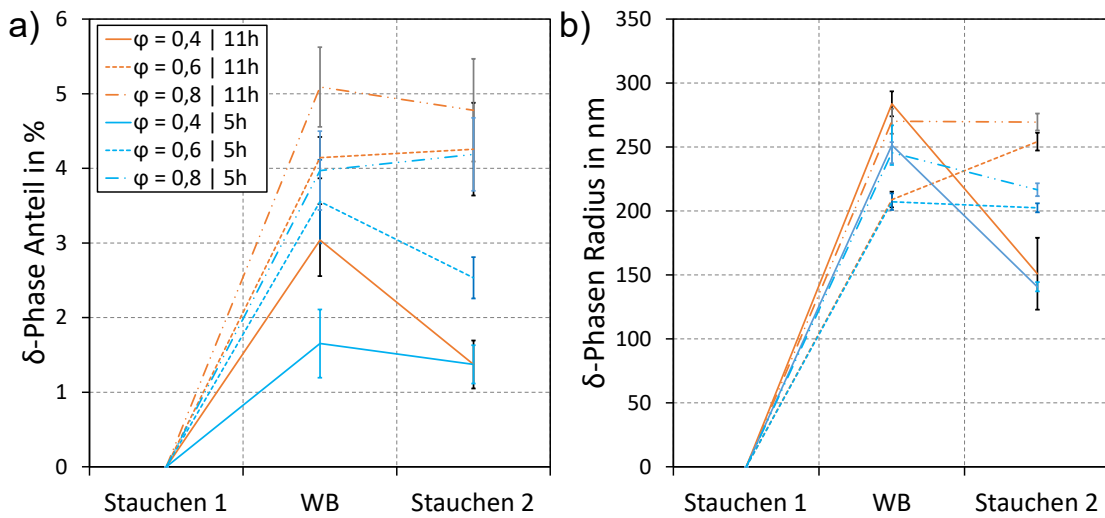 a)
δ-Phase Anteil in %
6
5
4
3
2
1
0
φ = 0,4 | 11h
φ = 0,6 | 11h
φ = 0,8 | 11h
φ = 0,4 | 5h
φ = 0,6 | 5h
φ = 0,8 | 5h
Stauchen 1 WB Stauchen 2
b)
δ-Phasen Radius in nm
350
300
250
200
150
100
50
0
Stauchen 1 WB Stauchen 2